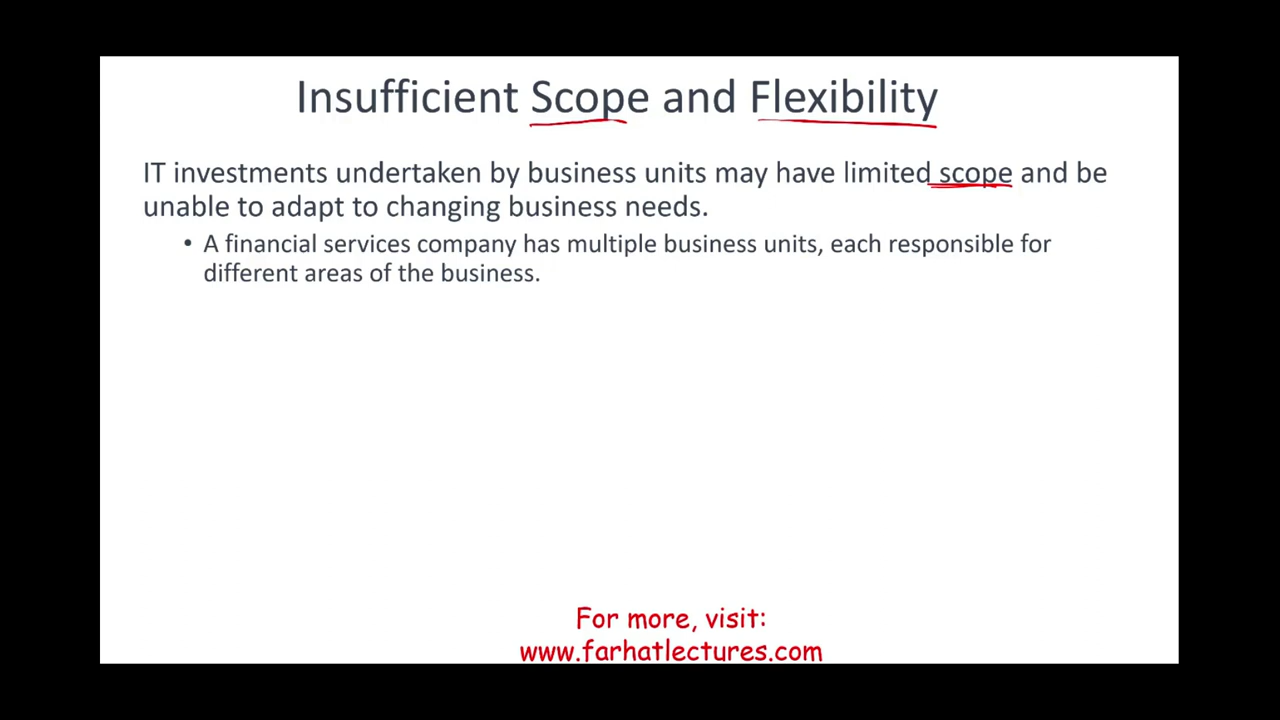 Insufficient Scope and Flexibility
IT investments undertaken by business units may have limited scope and be
unable to adapt to changing business needs.
• A financial services company has multiple business units, each responsible for
different areas of the business.
For more, visit:
www.farhatlectures.com